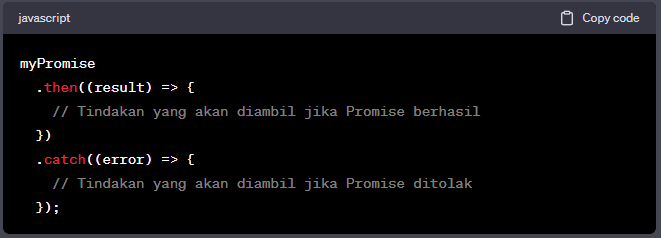 javascript
Copy code
myPromise
  .then((result) => {
    // Tindakan yang akan diambil jika Promise berhasil
  })
  .catch((error) => {
    // Tindakan yang akan diambil jika Promise ditolak
  });